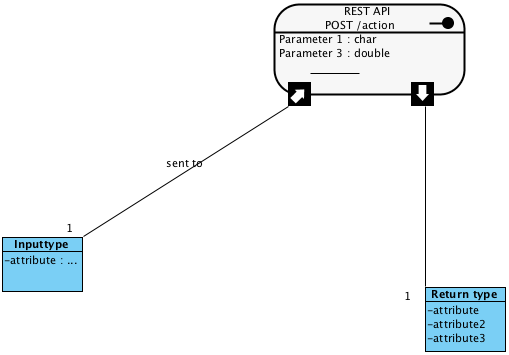 REST API
POST /action
Parameter 1 : char
Parameter 3 : double
sent to
1
Inputtype
-attribute : ...
1
Return type
-attribute
-attribute2
-attribute3